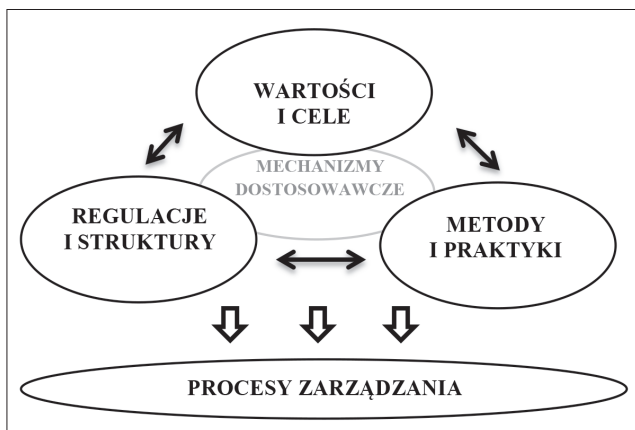 WARTOŚCI
I CELE
MECHANIZMY
DOSTOSOWAWCZE
REGULACJE
I STRUKTURY
METODY
I PRAKTYKI
PROCESY ZARZĄDZANIA